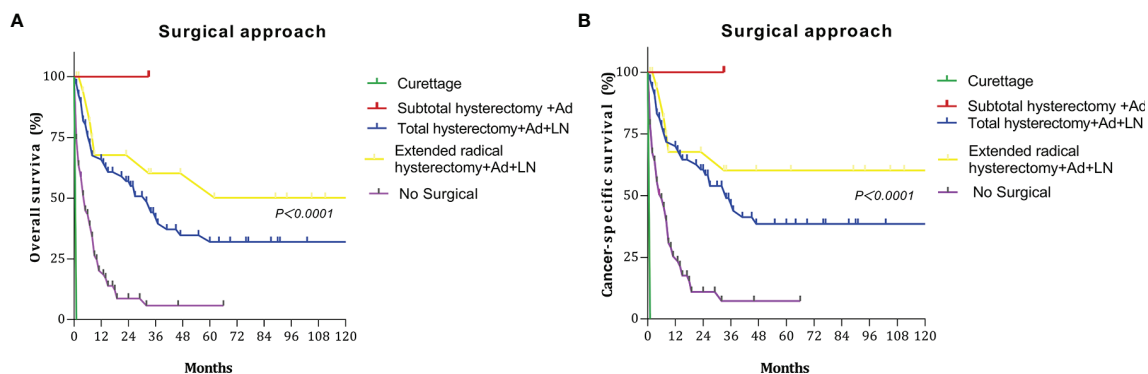 A
Surgical approach
Overall surviva (%)
100
75
50
25
0
0 12 24 36 48 60 72 84 96 108 120
Months
P<0.0001
Curettage
Subtotal hysterectomy +Ad
Total hysterectomy+Ad+LN
Extended radical
hysterectomy+Ad+LN
No Surgical
B
Surgical approach
Cancer-specific survival (%)
100
75
50
25
0
0 12 24 36 48 60 72 84 96 108 120
Months
P<0.0001
Curettage
Subtotal hysterectomy +Ad
Total hysterectomy+Ad+LN
Extended radical
hysterectomy+Ad+LN
No Surgical